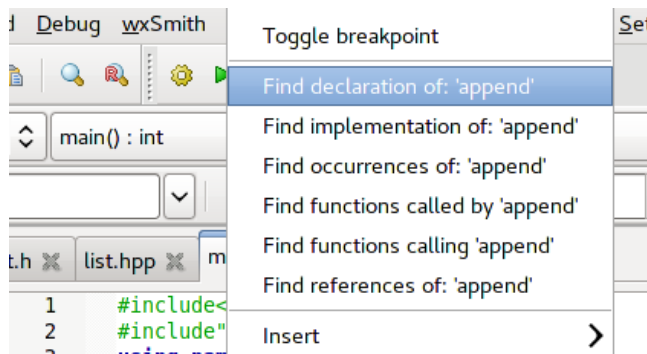 Debug wxSmith
Toggle breakpoint
Find declaration of: 'append'
main() : int
Find implementation of: 'append'
Find occurrences of: 'append'
Find functions called by 'append'
list.hpp
Find functions calling 'append'
Find references of: 'append'
1 #include<
2 #include"
Insert